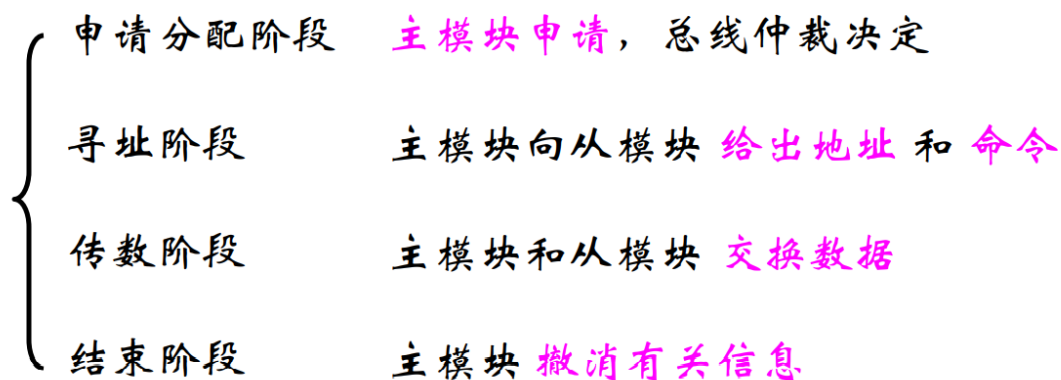 申请分配阶段 主模块申请，总线仲裁决定
寻址阶段 主模块向从模块 给出地址 和 命令
传数阶段 主模块和从模块 交换数据
结束阶段 主模块 撤消有关信息